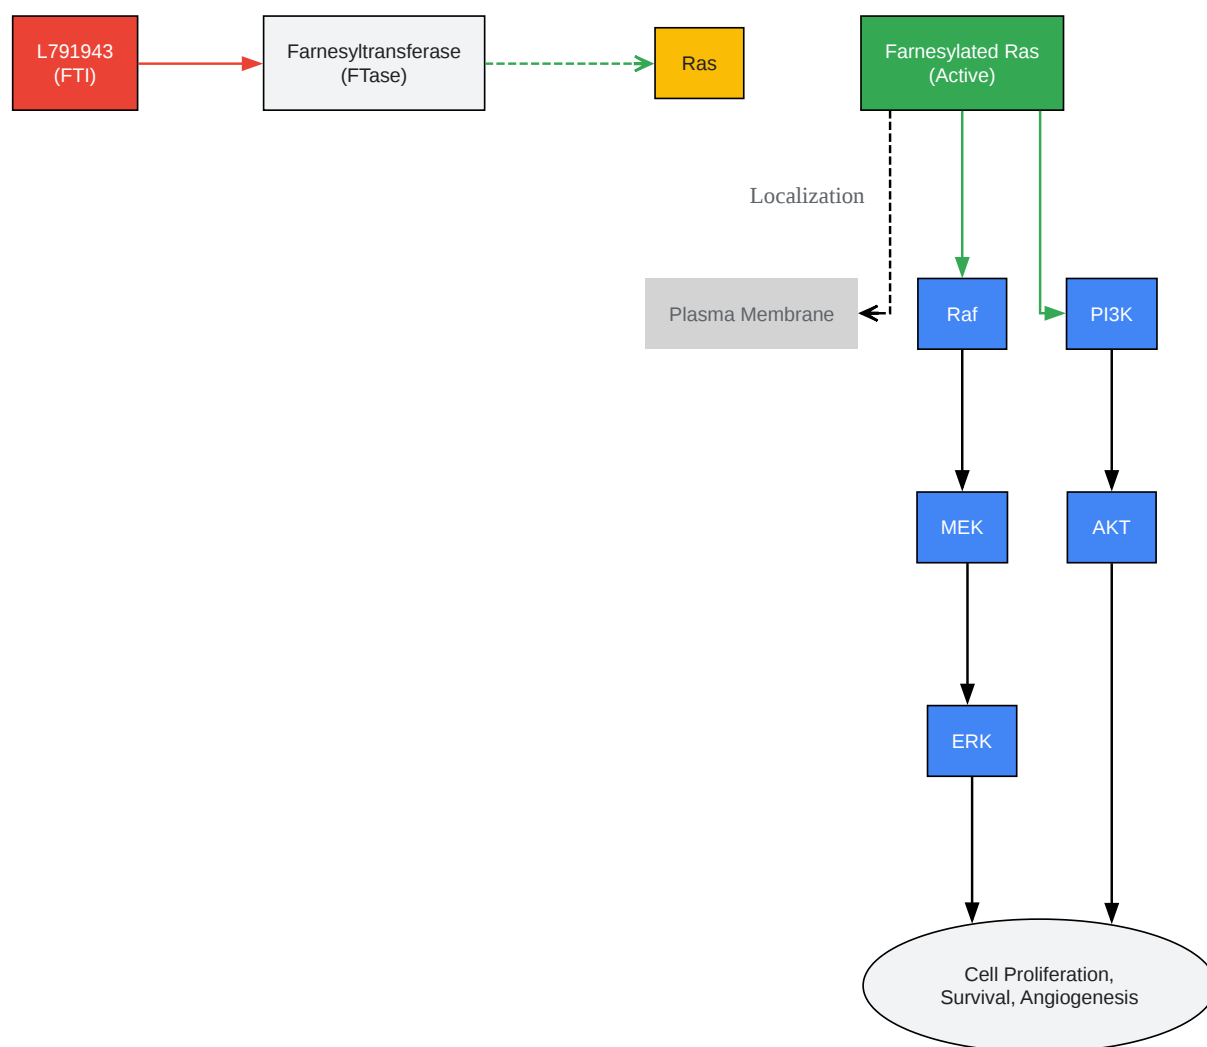 L791943
(FTI)
Farnesyltransferase
(FTase)
Ras
Farnesylated Ras
(Active)
Localization
Plasma Membrane
Raf
PI3K
MEK
AKT
ERK
Cell Proliferation,
Survival, Angiogenesis